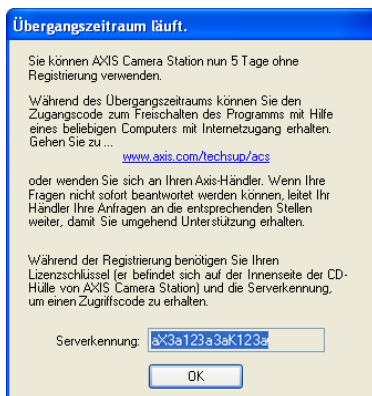 Übergangszeitraum läuft.
Sie können AXIS Camera Station nun 5 Tage ohne
Registrierung verwenden.
Während des Übergangszeitraums können Sie den
Zugangscode zum Freischalten des Programms mit Hilfe
eines beliebigen Computers mit Internetzugang erhalten.
Gehen Sie zu ...
www.axis.com/techsup/acs
oder wenden Sie sich an Ihren Axis-Händler. Wenn Ihre
Fragen nicht sofort beantwortet werden können, leitet Ihr
Händler Ihre Anfragen an die entsprechenden Stellen
weiter, damit Sie umgehend Unterstützung erhalten.
Während der Registrierung benötigen Sie Ihren
Lizenzschlüssel (er befindet sich auf der Innenseite der CD-
Hülle von AXIS Camera Station) und die Serverkennung,
um einen Zugriffscode zu erhalten.
Serverkennung: aX3a123a3aK123a
OK